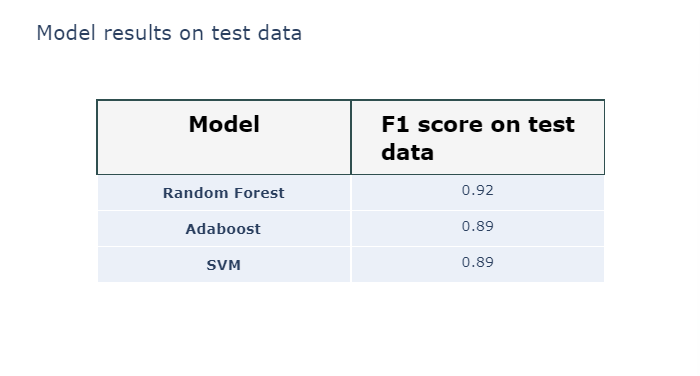 Model results on test data
Model
F1 score on test
data
Random Forest
0.92
Adaboost
0.89
SVM
0.89